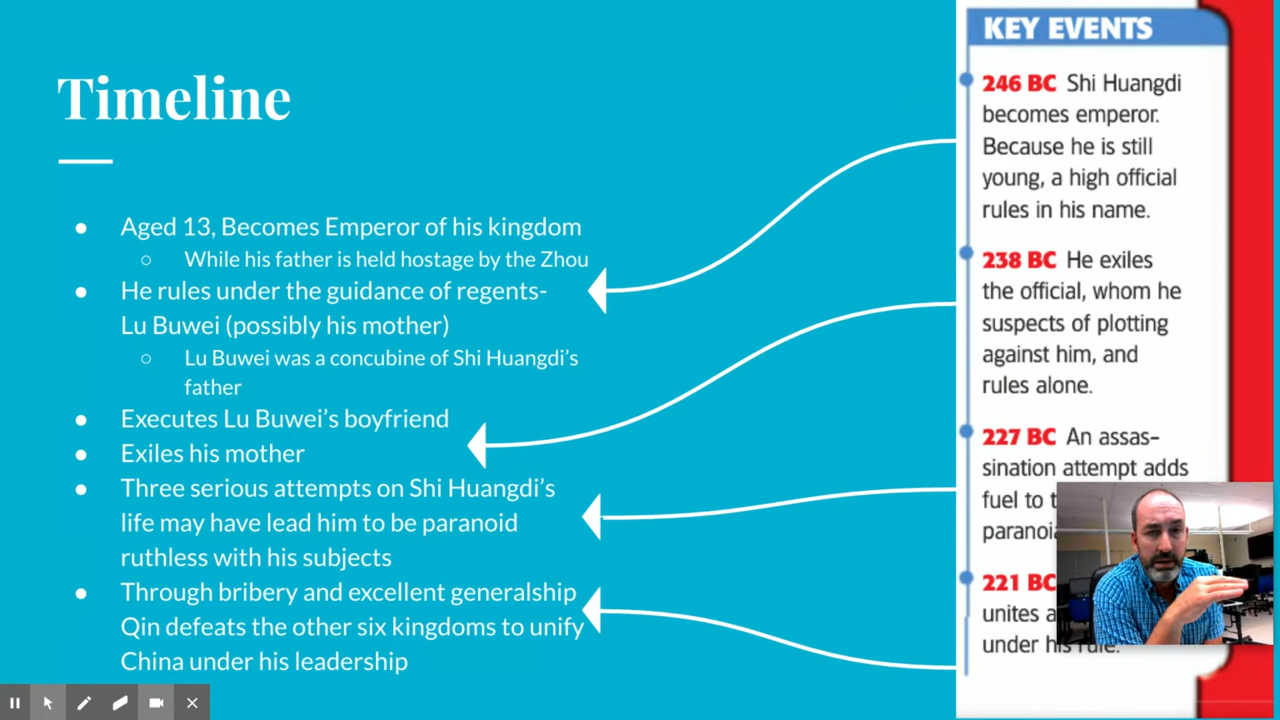 Timeline
● Aged 13, Becomes Emperor of his kingdom
○ While his father is held hostage by the Zhou
● He rules under the guidance of regents-
Lu Buwei (possibly his mother)
○ Lu Buwei was a concubine of Shi Huangdi's
father
● Executes Lu Buwei's boyfriend
● Exiles his mother
● Three serious attempts on Shi Huangdi's
life may have lead him to be paranoid
ruthless with his subjects
● Through bribery and excellent generalship
Qin defeats the other six kingdoms to unify
China under his leadership
KEY EVENTS
246 BC Shi Huangdi
becomes emperor.
Because he is still
young, a high official
rules in his name.
238 BC He exiles
the official, whom he
suspects of plotting
against him, and
rules alone.
227 BC An assas-
sination attempt adds
fuel to
221 BC
unites
under his rule.